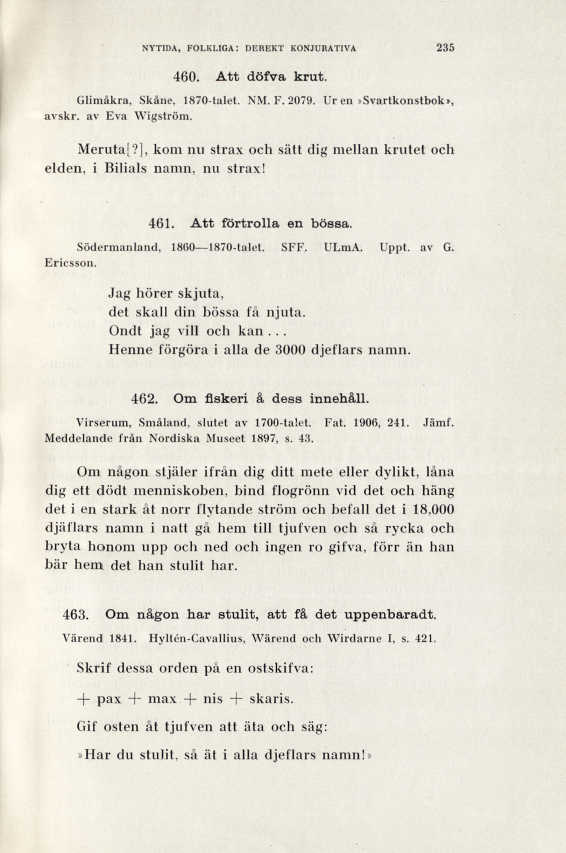 NYTIDA, FOLKLIGA: DEREKT KONJURATIVA 235
460. Att döfva krut.
Glimåkra, Skåne, 1870-talet. NM. F. 2079. Ur en »Svartkonstbok»,
avskr. av Eva Wigström.
Meruta[?], kom nu strax och sätt dig mellan krutet och
elden, i Bilials namn, nu strax!
461. Att förtrolla en bössa.
Södermanland, 1860—1870-talet. SFF. ULmA. Uppt. av G.
Ericsson.
Jag hörer skjuta,
det skall din bössa få njuta.
Ondt jag vill och kan . . .
Henne förgöra i alla de 3000 djeflars namn.
462. Om fiskeri å dess innehåll.
Virserum, Småland, slutet av 1700-talet. Fat. 1906, 241. Jämf.
Meddelande från Nordiska Museet 1897, s. 43.
Om någon stjäler ifrån dig ditt mete eller dylikt, låna
dig ett dödt menniskoben, bind flogrönn vid det och häng
det i en stark åt norr flytande ström och befall det i 18,000
djäflars namn i natt gå hem till tjufven och så rycka och
bryta honom upp och ned och ingen ro gifva, förr än han
bär hem det han stulit har.
463. Om någon har stulit, att få det uppenbaradt.
Värend 1841. Hyltén-Cavallius, Wärend och Wirdarne I, s. 421.
Skrif dessa orden på en ostskifva:
+ pax + max + nis + skaris.
Gif osten åt tjufven att äta och säg:
»Har du stulit, så ät i alla djeflars namn!»